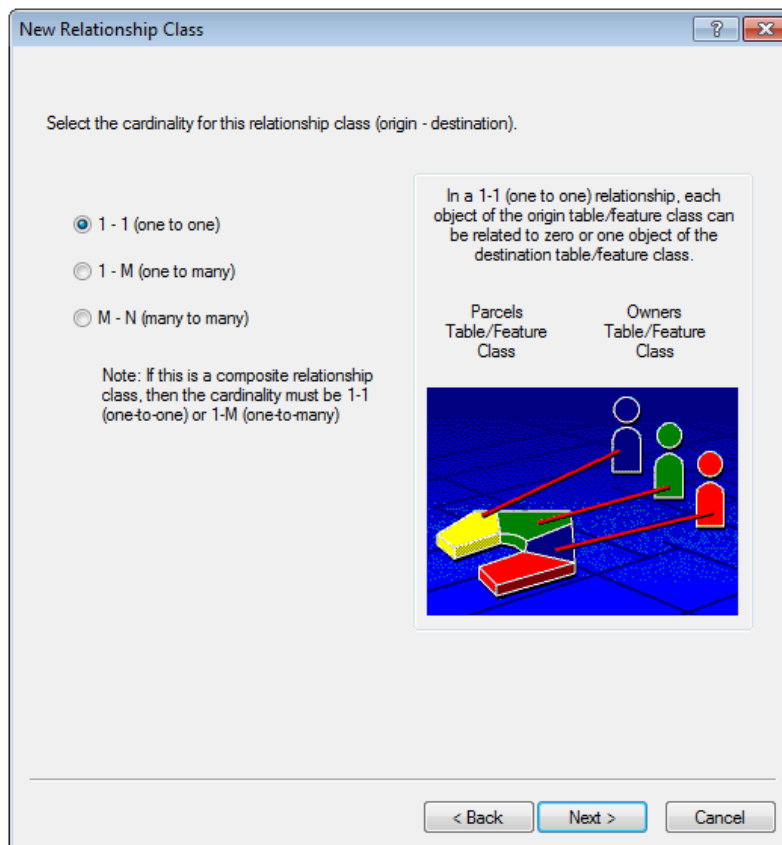 New Relationship Class
?
Select the cardinality for this relationship class (origin - destination).
1 - 1 (one to one)
1 - M (one to many)
M - N (many to many)
Note: If this is a composite relationship
class, then the cardinality must be 1-1
(one-to-one) or 1-M (one-to-many)
In a 1-1 (one to one) relationship, each
object of the origin table/feature class can
be related to zero or one object of the
destination table/feature class.
Parcels
Table/Feature
Class
Owners
Table/Feature
Class
< Back
Next >
Cancel